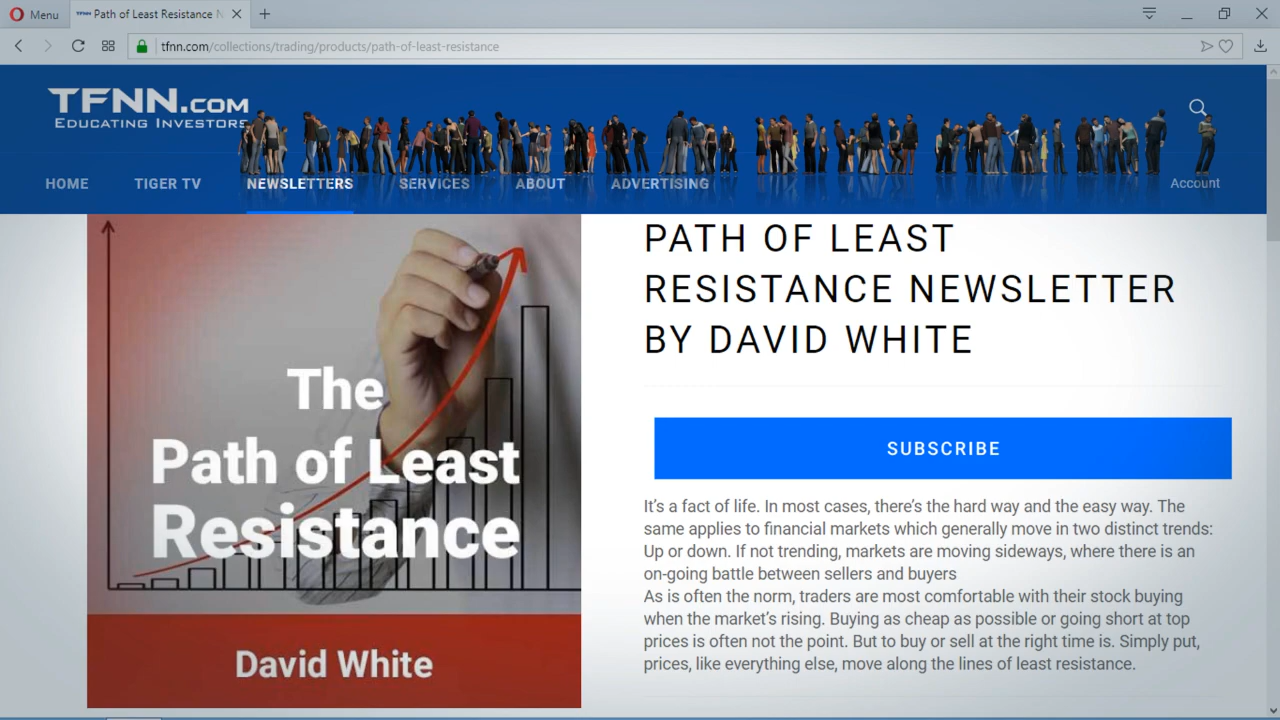 Menu
Path of Least Resistance N
tfnn.com/collections/trading/products/path-of-least-resistance
TFNN.COM
EDUCATING INVESTORS
HOME TIGER TV NEWSLETTERS SERVICES ABOUT ADVERTISING Account
The
Path of Least
Resistance
David White
PATH OF LEAST
RESISTANCE NEWSLETTER
BY DAVID WHITE
SUBSCRIBE
It’s a fact of life. In most cases, there’s the hard way and the easy way. The
same applies to financial markets which generally move in two distinct trends:
Up or down. If not trending, markets are moving sideways, where there is an
on-going battle between sellers and buyers
As is often the norm, traders are most comfortable with their stock buying
when the market’s rising. Buying as cheap as possible or going short at top
prices is often not the point. But to buy or sell at the right time is. Simply put,
prices, like everything else, move along the lines of least resistance.